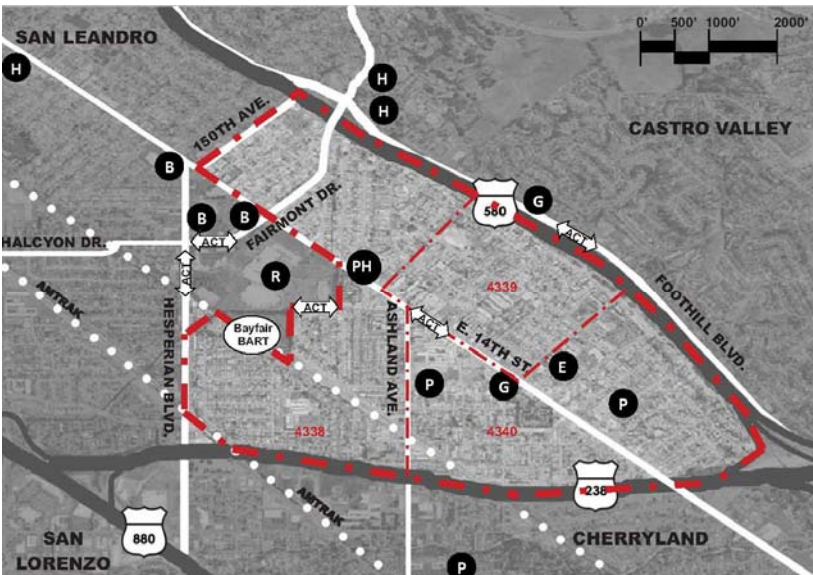 0' 500' 1000' 2000'
SAN LEANDRO
H
H
H
CASTRO VALLEY
150TH AVE.
B
580
G
B
B
FAIRMONT DR.
ACT
ACT
HALCYON DR.
ACT
PH
R
4339
FOOTHILL BLVD.
AMTRAK
HESPERIAN BLVD.
ACT
ASHLAND AVE.
ACT
E. 14TH ST
Bayfair
BART
E
P
G
P
4338
4340
238
AMTRAK
880
SAN
LORENZO
CHERRYLAND
P